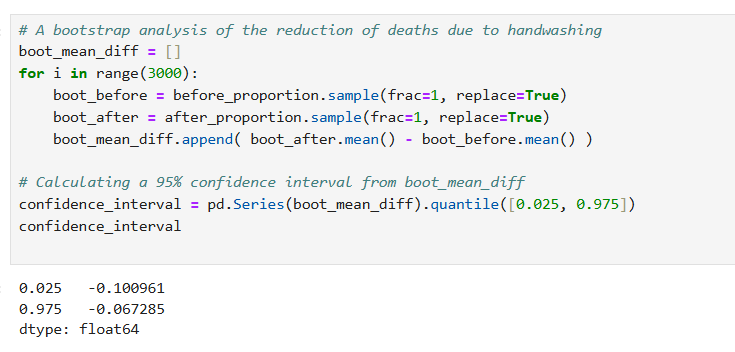 # A bootstrap analysis of the reduction of deaths due to handwashing
boot_mean_diff = []
for i in range(3000):
    boot_before = before_proportion.sample(frac=1, replace=True)
    boot_after = after_proportion.sample(frac=1, replace=True)
    boot_mean_diff.append( boot_after.mean() - boot_before.mean() )

# Calculating a 95% confidence interval from boot_mean_diff
confidence_interval = pd.Series(boot_mean_diff).quantile([0.025, 0.975])
confidence_interval
0.025   -0.100961
0.975   -0.067285
dtype: float64